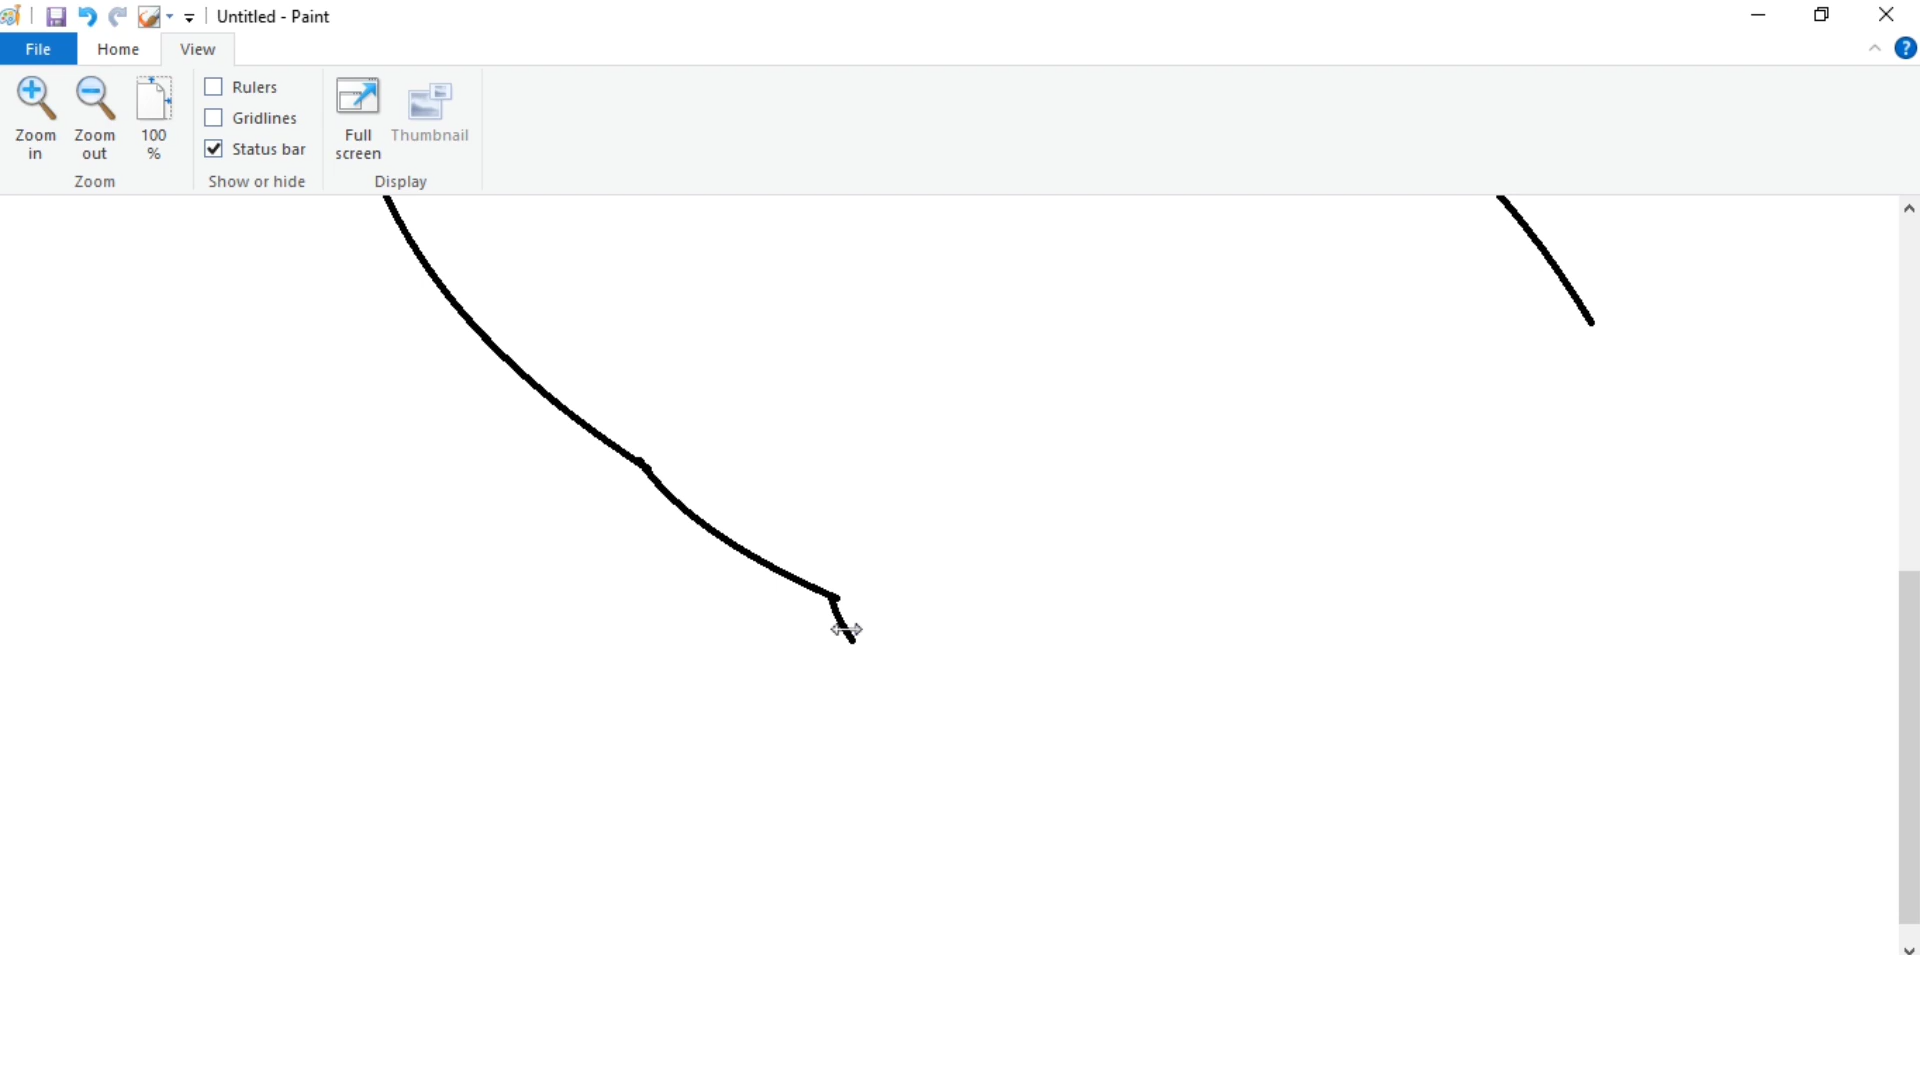 Untitled - Paint
File Home View ?
Rulers
Gridlines
Status bar
Zoom in
Zoom out
100 %
Full screen
Thumbnail
Zoom Show or hide Display